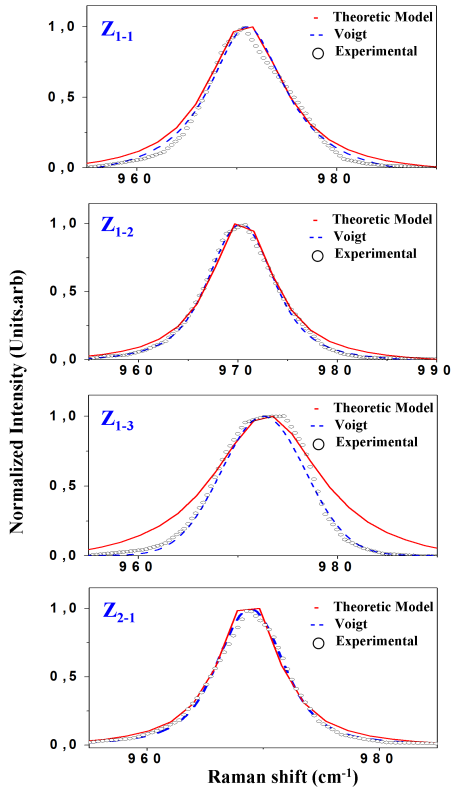 Z1-1
Theoretic Model
Voigt
Experimental
1,0
0,5
0,0
960
980
Z1-2
Theoretic Model
Voigt
Experimental
1,0
0,5
0,0
960
970
980
990
Z1-3
Theoretic Model
Voigt
Experimental
1,0
0,5
0,0
960
980
Z2-1
Theoretic Model
Voigt
Experimental
1,0
0,5
0,0
960
980
Normalized Intensity (Units.arb)
Raman shift (cm-1)